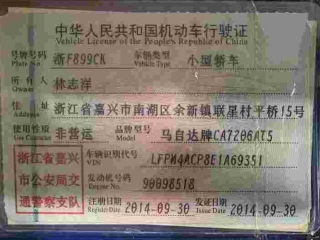 中华人民共和国机动车行驶证
Vehicle License of the People's Republic of China
号牌号码 浙F899CK 车辆类型 小型轿车
Plate No Vehicle Type
所有人 林志洋
浙江省嘉兴市南湖区余新镇联星村平桥15号
使用性质 非营运 品牌型号 马自达牌CA7206AT5
Use Character Model
浙江省嘉 车辆识别代号 LFPM4ACP8E1A69351
VIN
兴市公安局交 发动机号码 90098518
Engine No
通警察支队 注册日期 2014-09-30 发证日期 2014-09-30
Register Date Issue Date